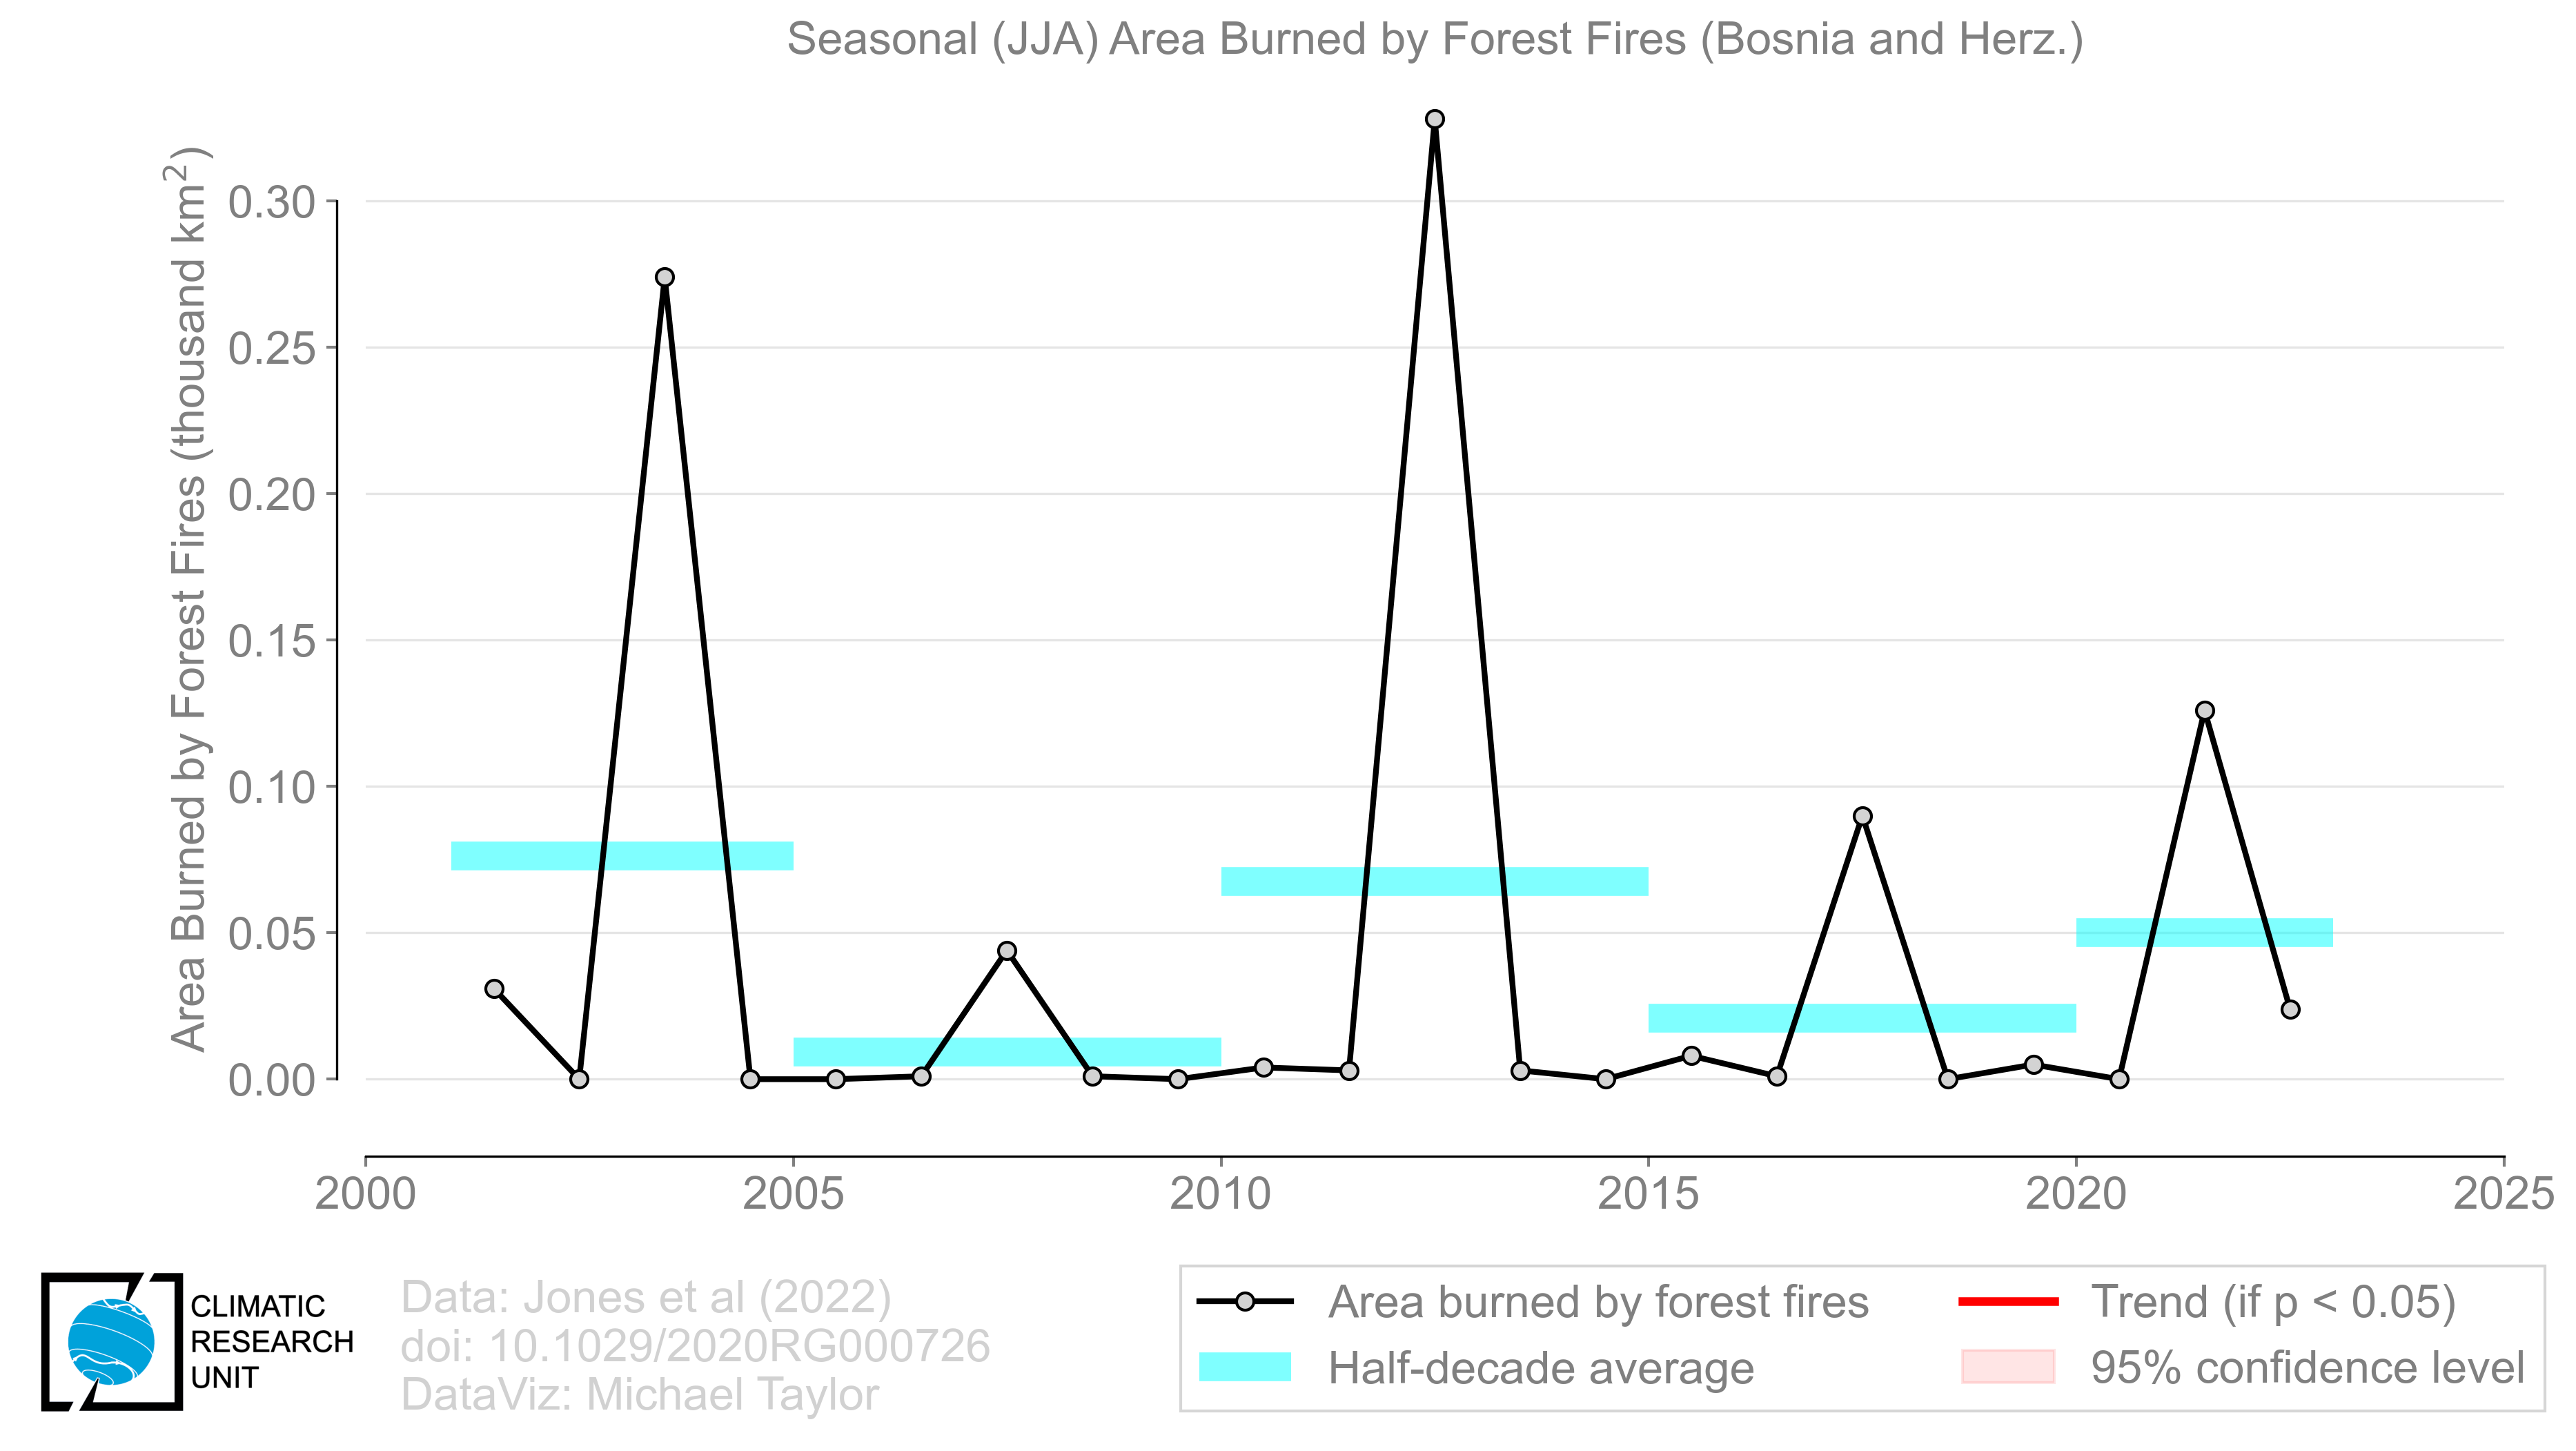 Seasonal (JJA) Area Burned by Forest Fires (Bosnia and Herz.)
Area Burned by Forest Fires (thousand km²)
0.30
0.25
0.20
0.15
0.10
0.05
0.00
2000 2005 2010 2015 2020 2025
CLIMATIC
RESEARCH
UNIT
Data: Jones et al (2022)
doi: 10.1029/2020RG000726
DataViz: Michael Taylor
Area burned by forest fires
Half-decade average
Trend (if p < 0.05)
95% confidence level